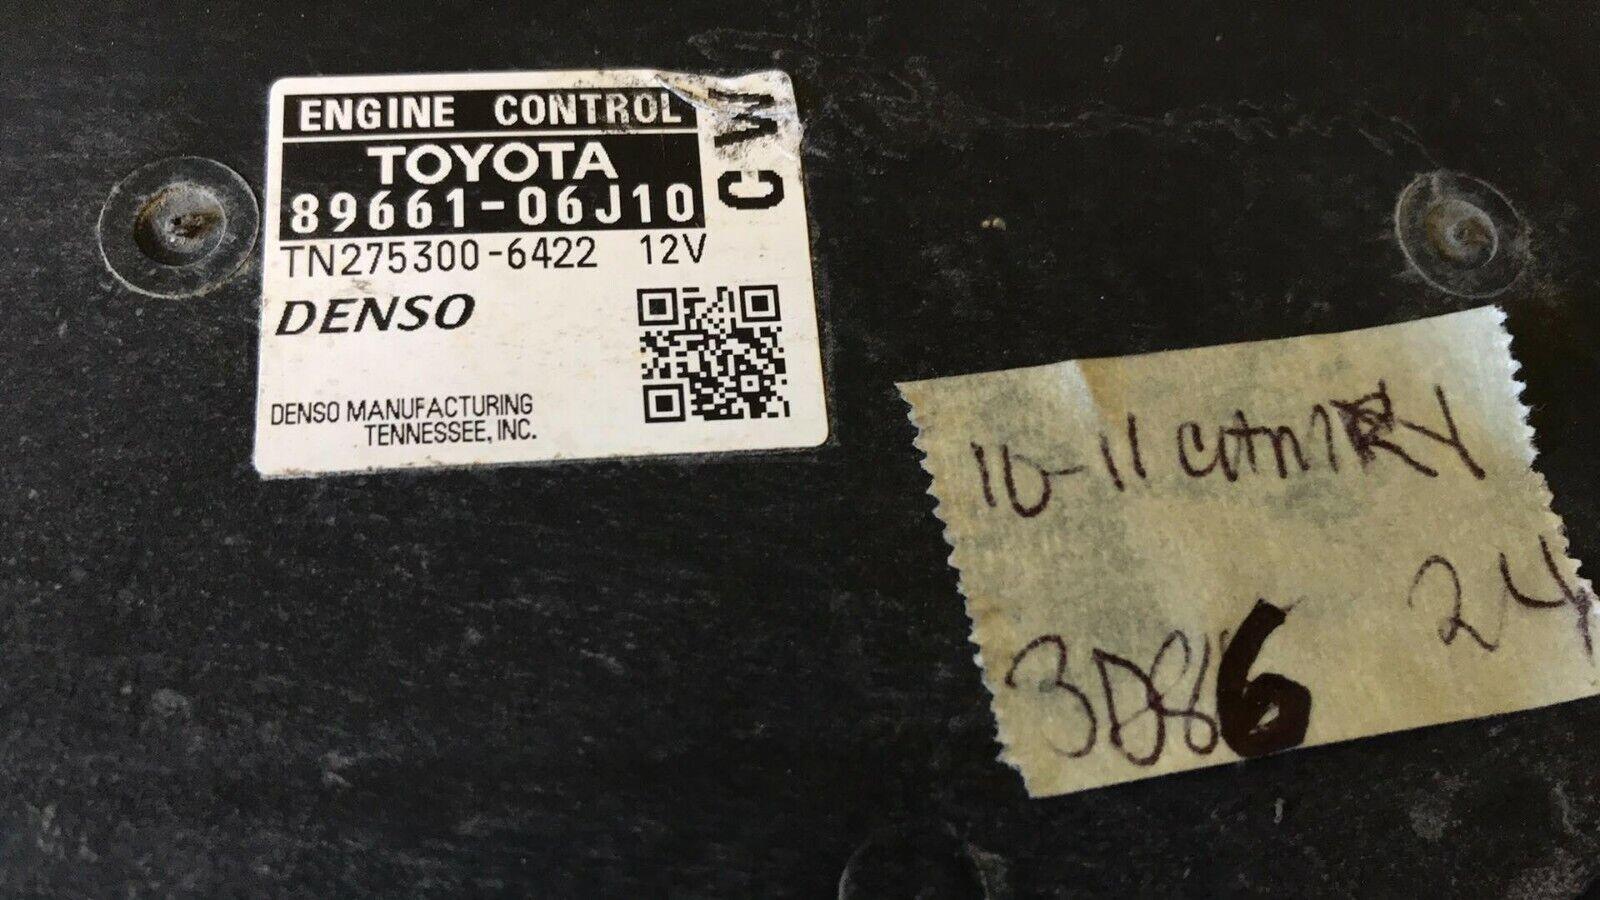 ENGINE CONTROL
TOYOTA
89661-06J10
CW
TN275300-6422 12V
DENSO
DENSO MANUFACTURING
TENNESSEE, INC.
10-11 CAMRY
24
3D86